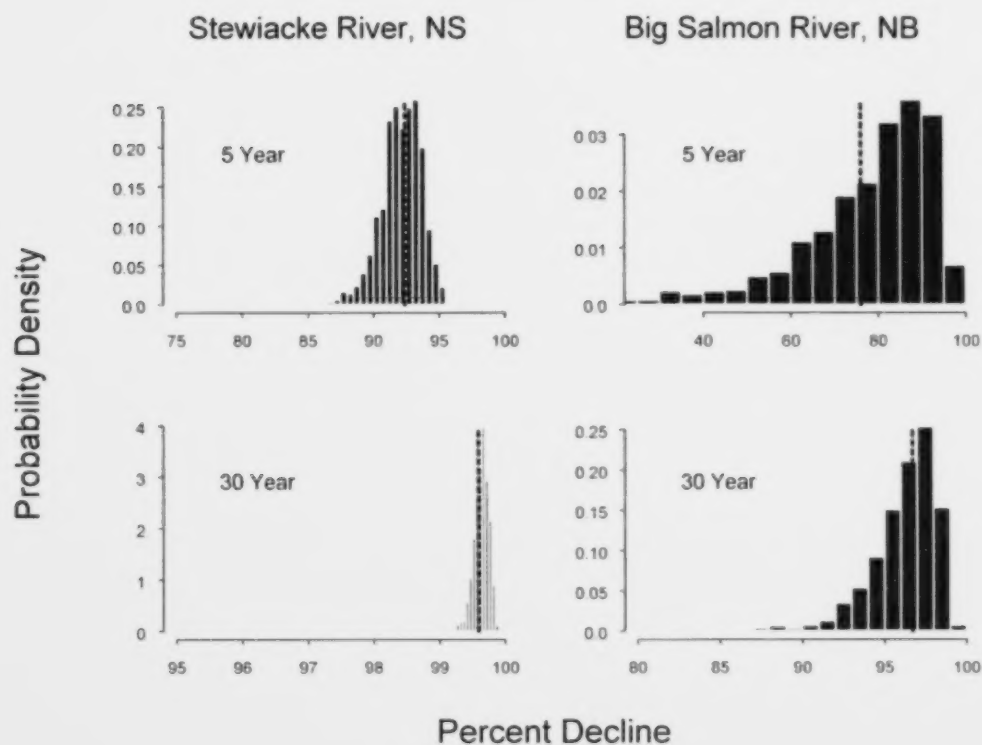 Stewiacke River, NS
Big Salmon River, NB
Probability Density
0.25
0.20
0.15
0.10
0.05
0.0
5 Year
75 80 85 90 95 100
0.03
0.02
0.01
0.0
5 Year
40 60 80 100
4
3
2
1
0
30 Year
95 96 97 98 99 100
0.25
0.20
0.15
0.10
0.05
0.0
30 Year
80 85 90 95 100
Percent Decline